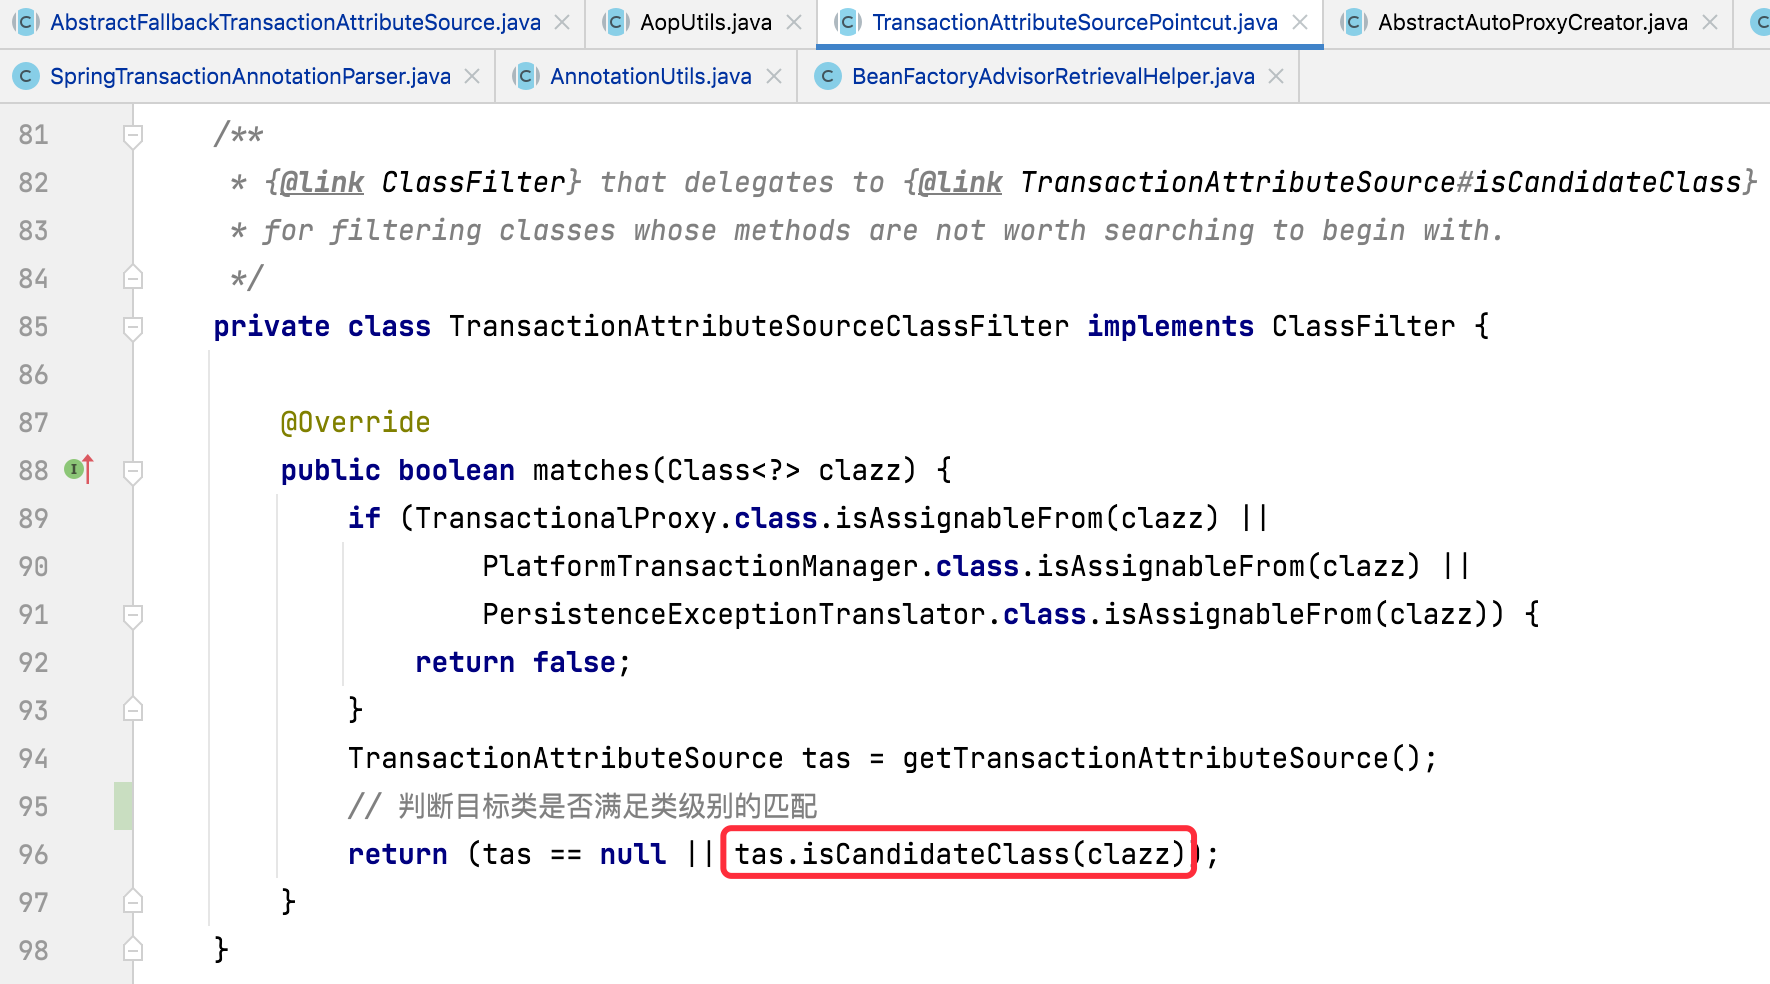 AbstractFallbackTransactionAttributeSource.java AopUtils.java TransactionAttributeSourcePointcut.java AbstractAutoProxyCreator.java
SpringTransactionAnnotationParser.java AnnotationUtils.java BeanFactoryAdvisorRetrievalHelper.java
81 /**
82 * {@link ClassFilter} that delegates to {@link TransactionAttributeSource#isCandidateClass}
83 * for filtering classes whose methods are not worth searching to begin with.
84 */
85 private class TransactionAttributeSourceClassFilter implements ClassFilter {
86
87 @Override
88 public boolean matches(Class<?> clazz) {
89 if (TransactionalProxy.class.isAssignableFrom(clazz) ||
90 PlatformTransactionManager.class.isAssignableFrom(clazz) ||
91 PersistenceExceptionTranslator.class.isAssignableFrom(clazz)) {
92 return false;
93 }
94 TransactionAttributeSource tas = getTransactionAttributeSource();
95 // 判断目标类是否满足类级别的匹配
96 return (tas == null || tas.isCandidateClass(clazz));
97 }
98 }